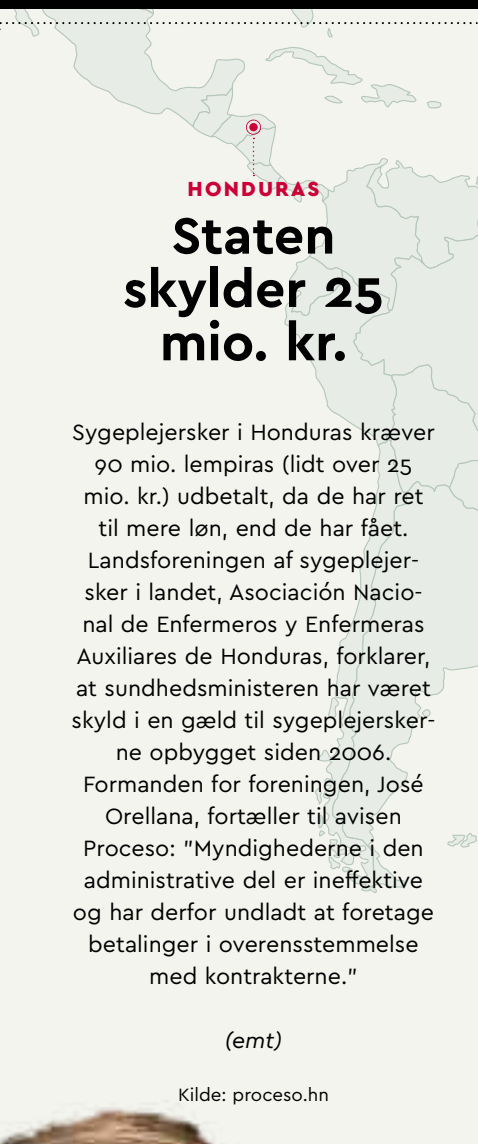 HONDURAS
Staten
skylder 25
mio. kr.
Sygeplejersker i Honduras kræver
90 mio. lempiras (lidt over 25
mio. kr.) udbetalt, da de har ret
til mere løn, end de har fået.
Landsforeningen af sygeplejer-
sker i landet, Asociación Nacio-
nal de Enfermeros y Enfermeras
Auxiliares de Honduras, forklarer,
at sundhedsministeren har været
skyld i en gæld til sygeplejersker-
ne opbygget siden 2006.
Formanden for foreningen, José
Orellana, fortæller til avisen
Proceso: ”Myndighederne i den
administrative del er ineffektive
og har derfor undladt at foretage
betalinger i overensstemmelse
med kontrakterne.”
(emt)
Kilde: proceso.hn